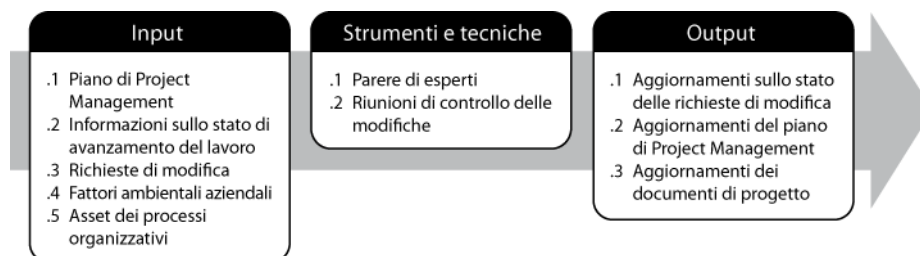 Input
.1 Piano di Project
Management
.2 Informazioni sullo stato di
avanzamento del lavoro
.3 Richieste di modifica
.4 Fattori ambientali aziendali
.5 Asset dei processi
organizzativi
Strumenti e tecniche
.1 Parere di esperti
.2 Riunioni di controllo delle
modifiche
Output
.1 Aggiornamenti sullo stato
delle richieste di modifica
.2 Aggiornamenti del piano
di Project Management
.3 Aggiornamenti dei
documenti di progetto